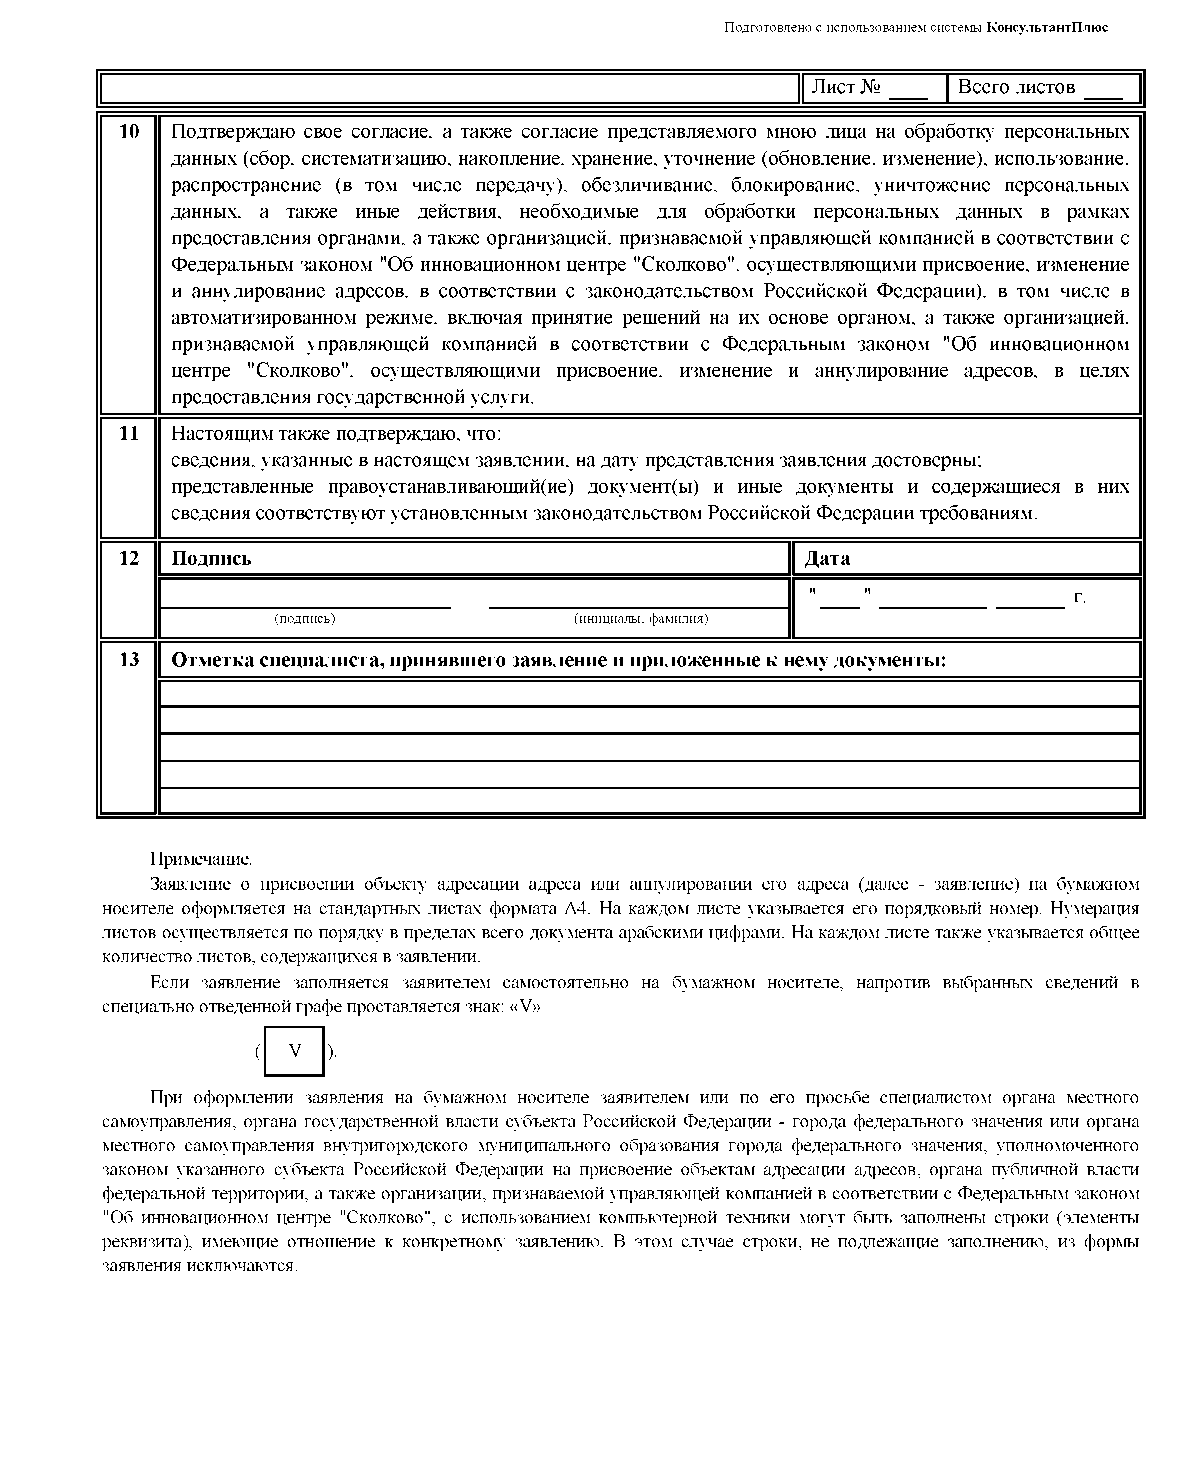 Подготовлено с использованием системы КонсультантПлюс
Лист № ____ Всего листов ____
10 Подтверждаю свое согласие, а также согласие представляемого мною лица на обработку персональных
данных (сбор, систематизацию, накопление, хранение, уточнение (обновление, изменение), использование,
распространение (в том числе передачу), обезличивание, блокирование, уничтожение персональных
данных, а также иные действия, необходимые для обработки персональных данных в рамках
предоставления органами, а также организацией, признаваемой управляющей компанией в соответствии с
Федеральным законом "Об инновационном центре "Сколково", осуществляющими присвоение, изменение
и аннулирование адресов, в соответствии с законодательством Российской Федерации), в том числе в
автоматизированном режиме, включая принятие решений на их основе органом, а также организацией,
признаваемой управляющей компанией в соответствии с Федеральным законом "Об инновационном
центре "Сколково", осуществляющими присвоение, изменение и аннулирование адресов, в целях
предоставления государственной услуги.
11 Настоящим также подтверждаю, что:
сведения, указанные в настоящем заявлении, на дату представления заявления достоверны;
представленные правоустанавливающий(ие) документ(ы) и иные документы и содержащиеся в них
сведения соответствуют установленным законодательством Российской Федерации требованиям.
12 Подпись Дата
"____" __________ ______ г.
(подпись) (инициалы, фамилия)
13 Отметка специалиста, принявшего заявление и приложенные к нему документы:
Примечание.
Заявление о присвоении объекту адресации адреса или аннулировании его адреса (далее - заявление) на бумажном
носителе оформляется на стандартных листах формата А4. На каждом листе указывается его порядковый номер. Нумерация
листов осуществляется по порядку в пределах всего документа арабскими цифрами. На каждом листе также указывается общее
количество листов, содержащихся в заявлении.
Если заявление заполняется заявителем самостоятельно на бумажном носителе, напротив выбранных сведений в
специально отведенной графе проставляется знак: «V»
( V ).
При оформлении заявления на бумажном носителе заявителем или по его просьбе специалистом органа местного
самоуправления, органа государственной власти субъекта Российской Федерации - города федерального значения или органа
местного самоуправления внутригородского муниципального образования города федерального значения, уполномоченного
законом указанного субъекта Российской Федерации на присвоение объектам адресации адресов, органа публичной власти
федеральной территории, а также организации, признаваемой управляющей компанией в соответствии с Федеральным законом
"Об инновационном центре "Сколково", с использованием компьютерной техники могут быть заполнены строки (элементы
реквизита), имеющие отношение к конкретному заявлению. В этом случае строки, не подлежащие заполнению, из формы
заявления исключаются.